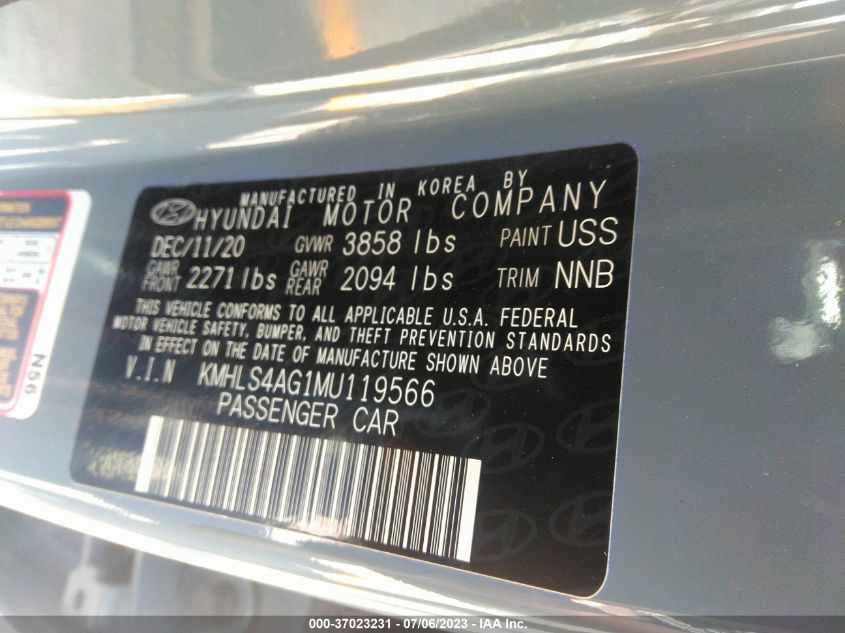 MANUFACTURED IN KOREA BY
HYUNDAI MOTOR COMPANY
DEC/11/20 GVWR 3858 lbs PAINT USS
GAWR FRONT 2271 lbs GAWR REAR 2094 lbs TRIM NNB
THIS VEHICLE CONFORMS TO ALL APPLICABLE U.S.A. FEDERAL
MOTOR VEHICLE SAFETY, BUMPER, AND THEFT PREVENTION STANDARDS
IN EFFECT ON THE DATE OF MANUFACTURE SHOWN ABOVE
V.I.N KMHLS4AG1MU119566
PASSENGER CAR
N56
000-37023231 - 07/06/2023 - IAA Inc.